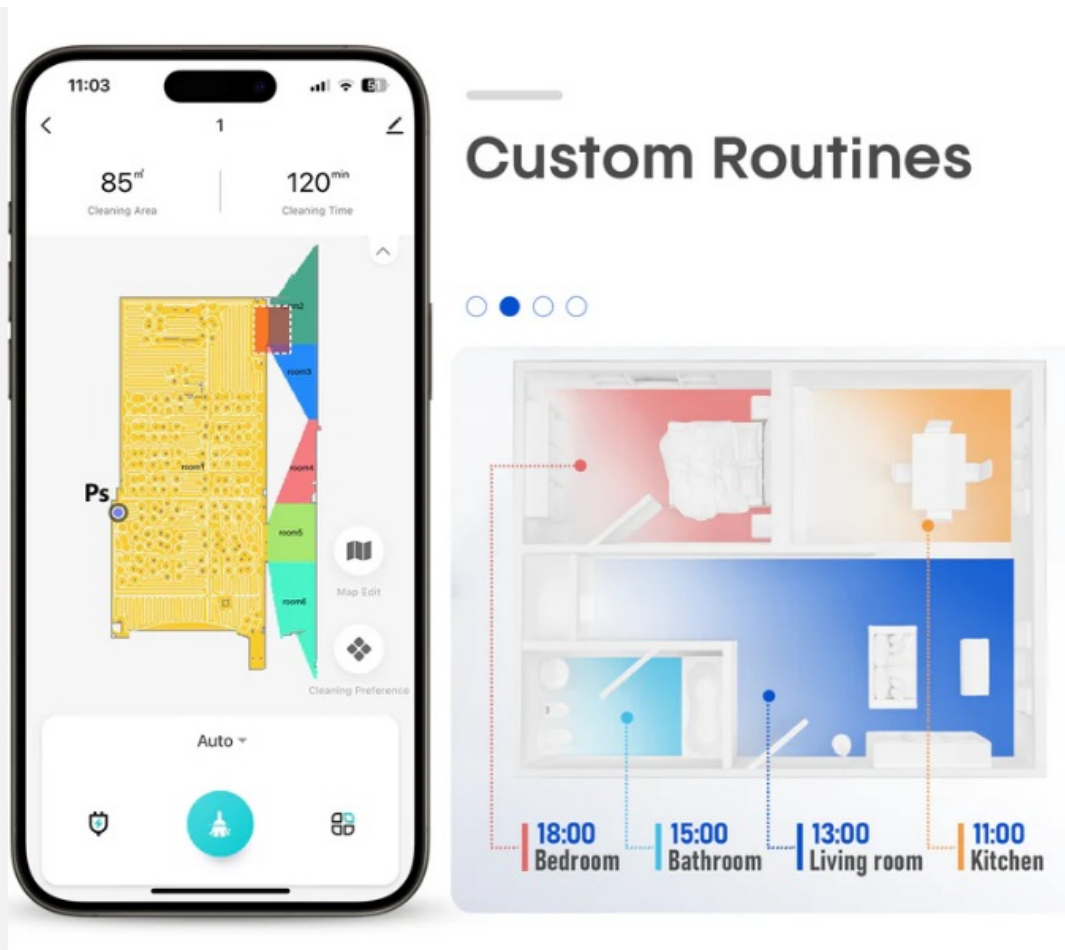 11:03
1
85㎡
120min
Cleaning Area
Cleaning Time
room3
room4
room1
Ps
room5
room6
Map Edit
Cleaning Preference
Auto
Custom Routines
18:00
Bedroom
15:00
Bathroom
13:00
Living room
11:00
Kitchen